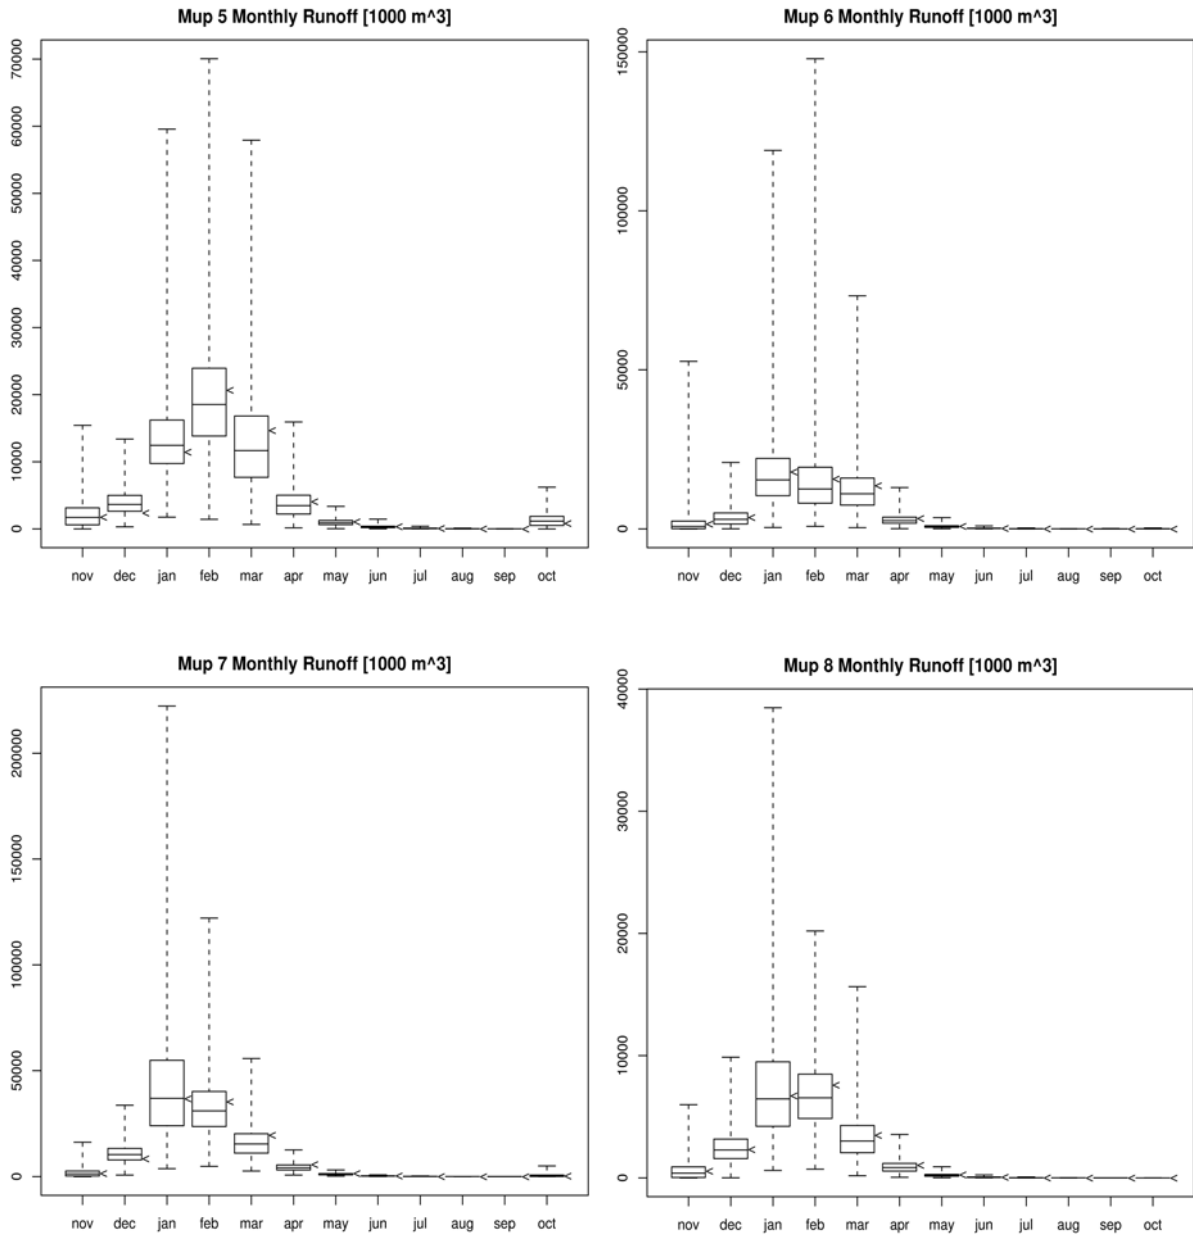 Mup 5 Monthly Runoff [1000 m^3]
70000
60000
50000
40000
30000
20000
10000
0
nov dec jan feb mar apr may jun jul aug sep oct
Mup 6 Monthly Runoff [1000 m^3]
150000
100000
50000
0
nov dec jan feb mar apr may jun jul aug sep oct
Mup 7 Monthly Runoff [1000 m^3]
200000
150000
100000
50000
0
nov dec jan feb mar apr may jun jul aug sep oct
Mup 8 Monthly Runoff [1000 m^3]
40000
30000
20000
10000
0
nov dec jan feb mar apr may jun jul aug sep oct